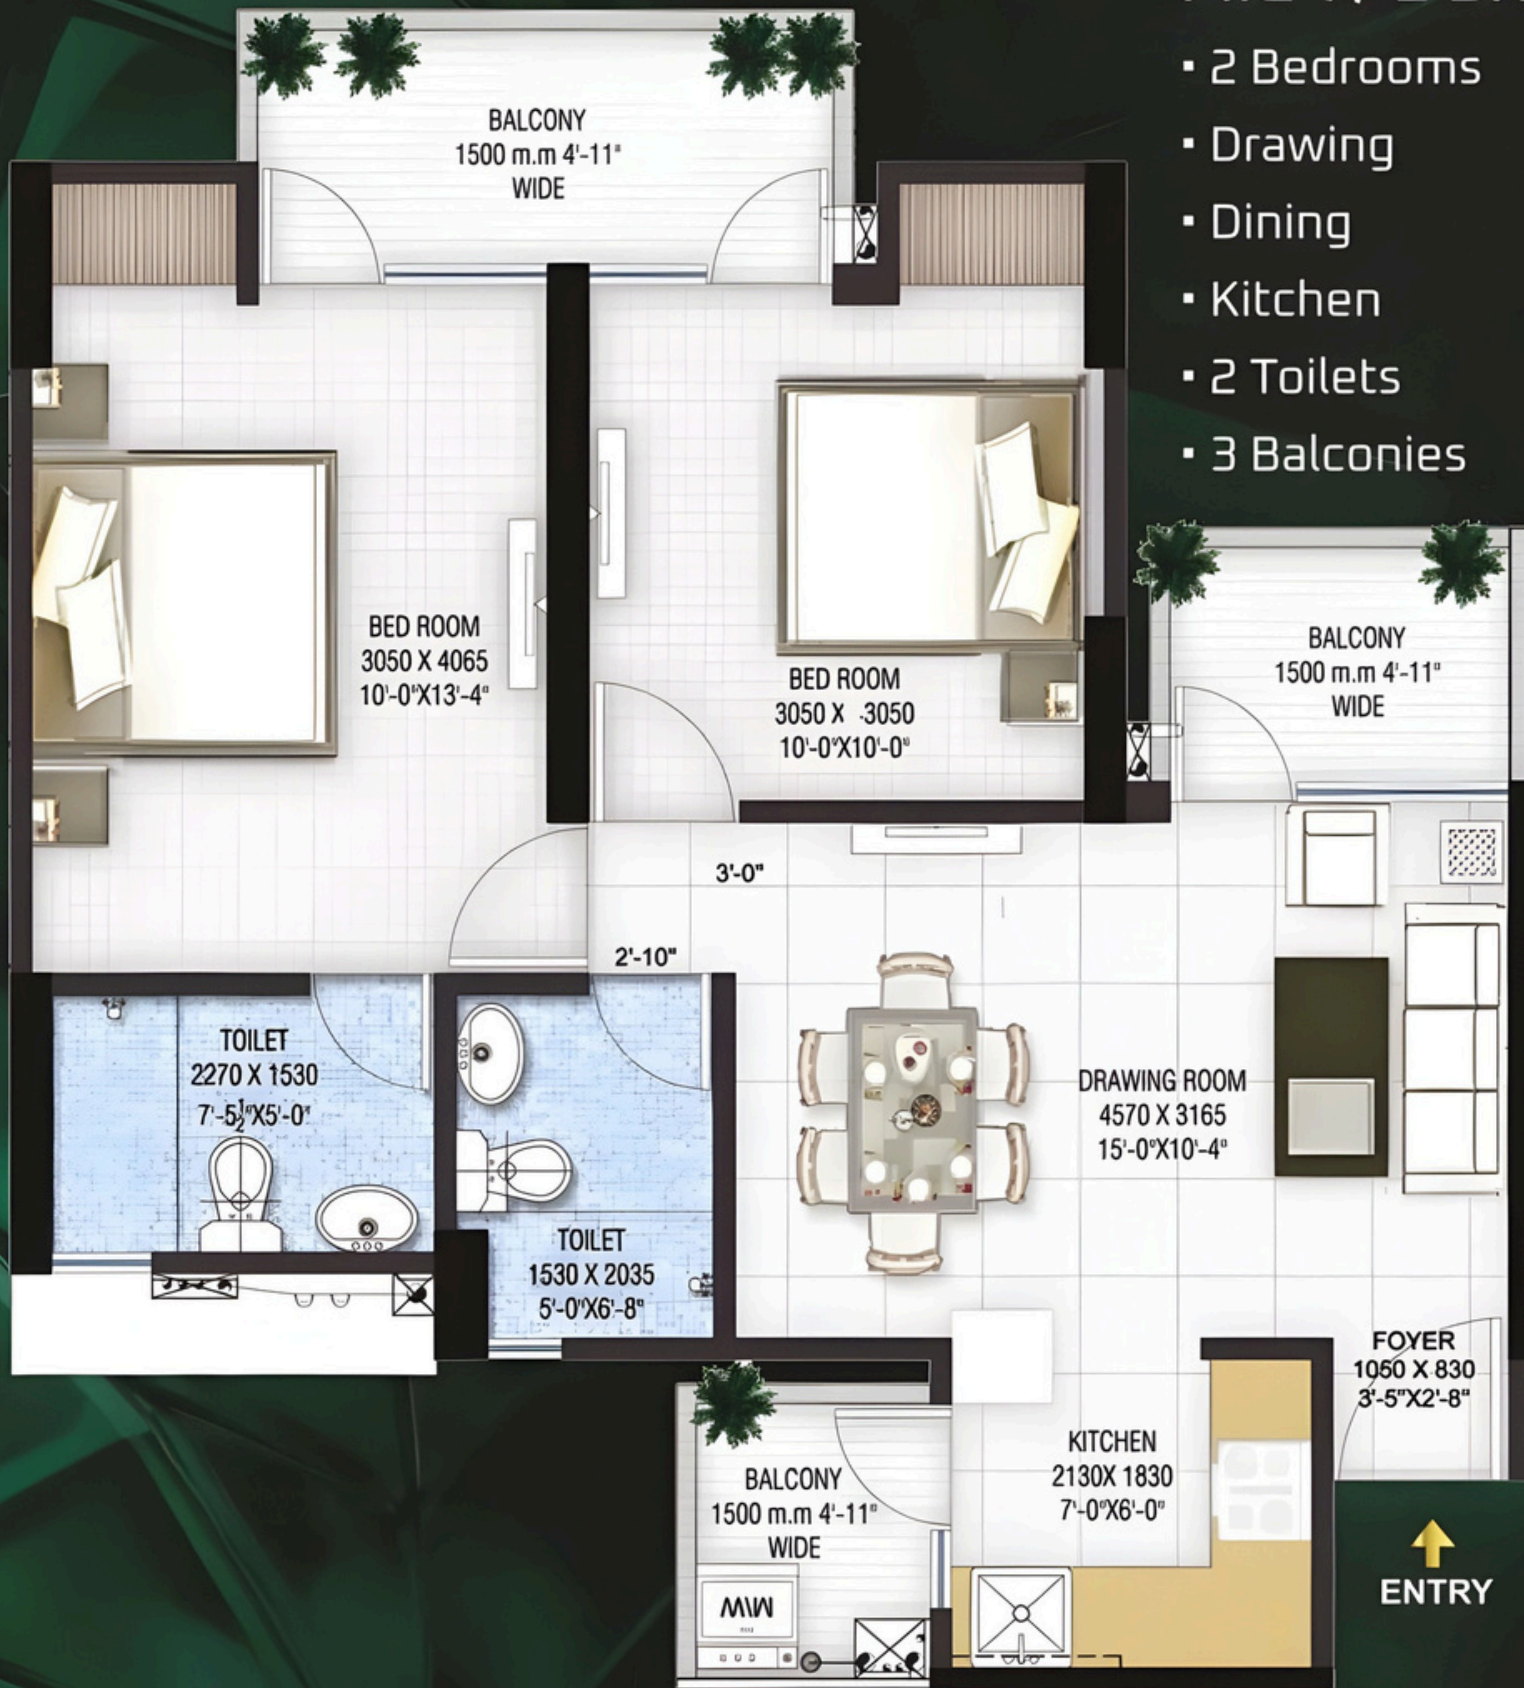 ▪ 2 Bedrooms
▪ Drawing
▪ Dining
▪ Kitchen
▪ 2 Toilets
▪ 3 Balconies
BALCONY
1500 m.m 4'-11"
WIDE
BED ROOM
3050 X 4065
10'-0"X13'-4"
BED ROOM
3050 X 3050
10'-0"X10'-0"
BALCONY
1500 m.m 4'-11"
WIDE
3'-0"
2'-10"
TOILET
2270 X 1530
7'-5½"X5'-0"
TOILET
1530 X 2035
5'-0"X6'-8"
DRAWING ROOM
4570 X 3165
15'-0"X10'-4"
FOYER
1050 X 830
3'-5"X2'-8"
KITCHEN
2130X 1830
7'-0"X6'-0"
BALCONY
1500 m.m 4'-11"
WIDE
M/W
ENTRY